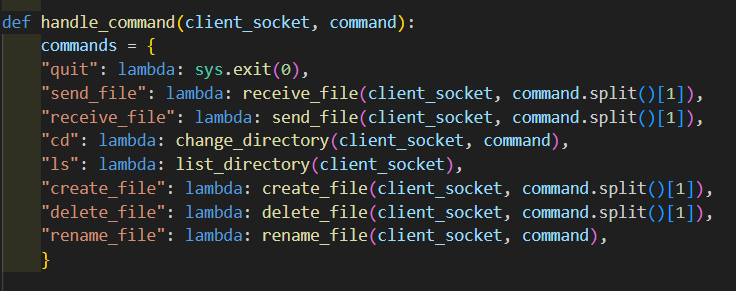 def handle_command(client_socket, command):
    commands = {
    "quit": lambda: sys.exit(0),
    "send_file": lambda: receive_file(client_socket, command.split()[1]),
    "receive_file": lambda: send_file(client_socket, command.split()[1]),
    "cd": lambda: change_directory(client_socket, command),
    "ls": lambda: list_directory(client_socket),
    "create_file": lambda: create_file(client_socket, command.split()[1]),
    "delete_file": lambda: delete_file(client_socket, command.split()[1]),
    "rename_file": lambda: rename_file(client_socket, command),
    }